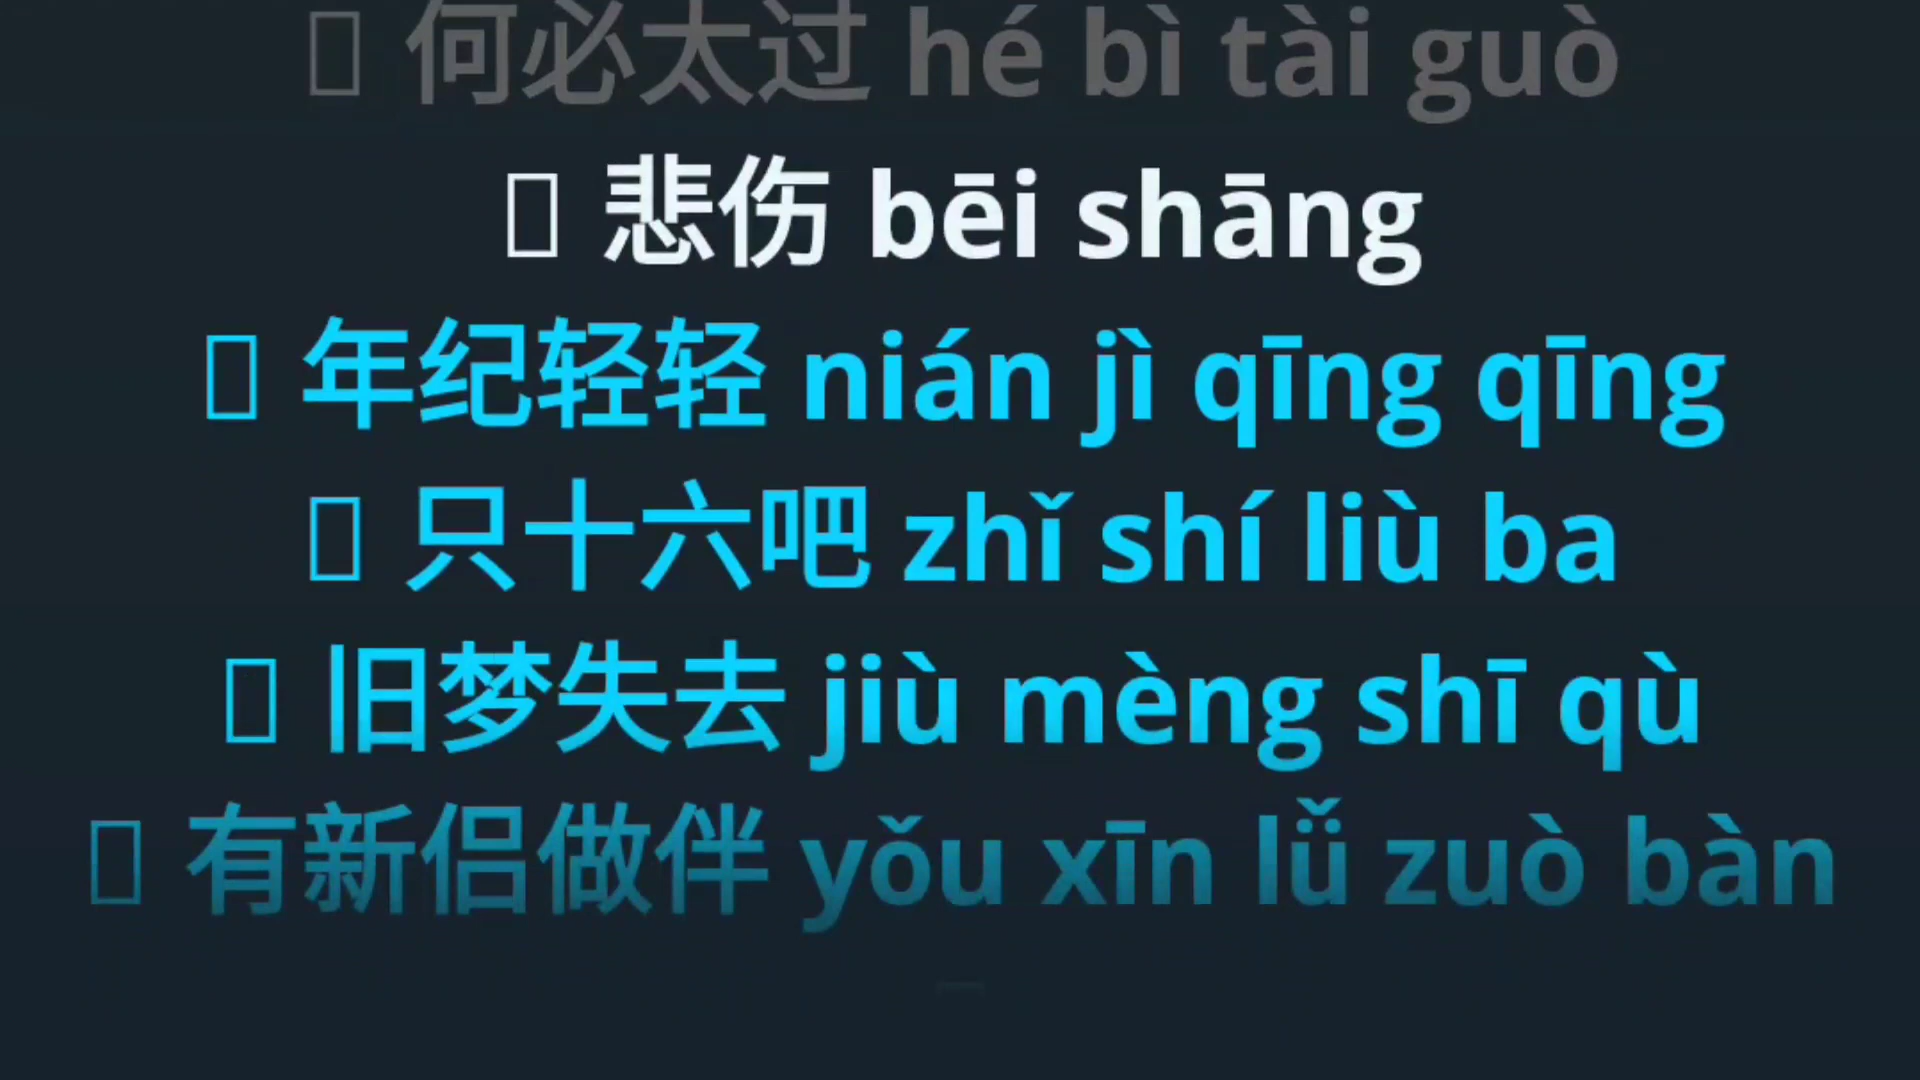 何必太过 hé bì tài guò
悲伤 bēi shāng
年纪轻轻 nián jì qīng qīng
只十六吧 zhǐ shí liù ba
旧梦失去 jiù mèng shī qù
有新侣做伴 yǒu xīn lǚ zuò bàn